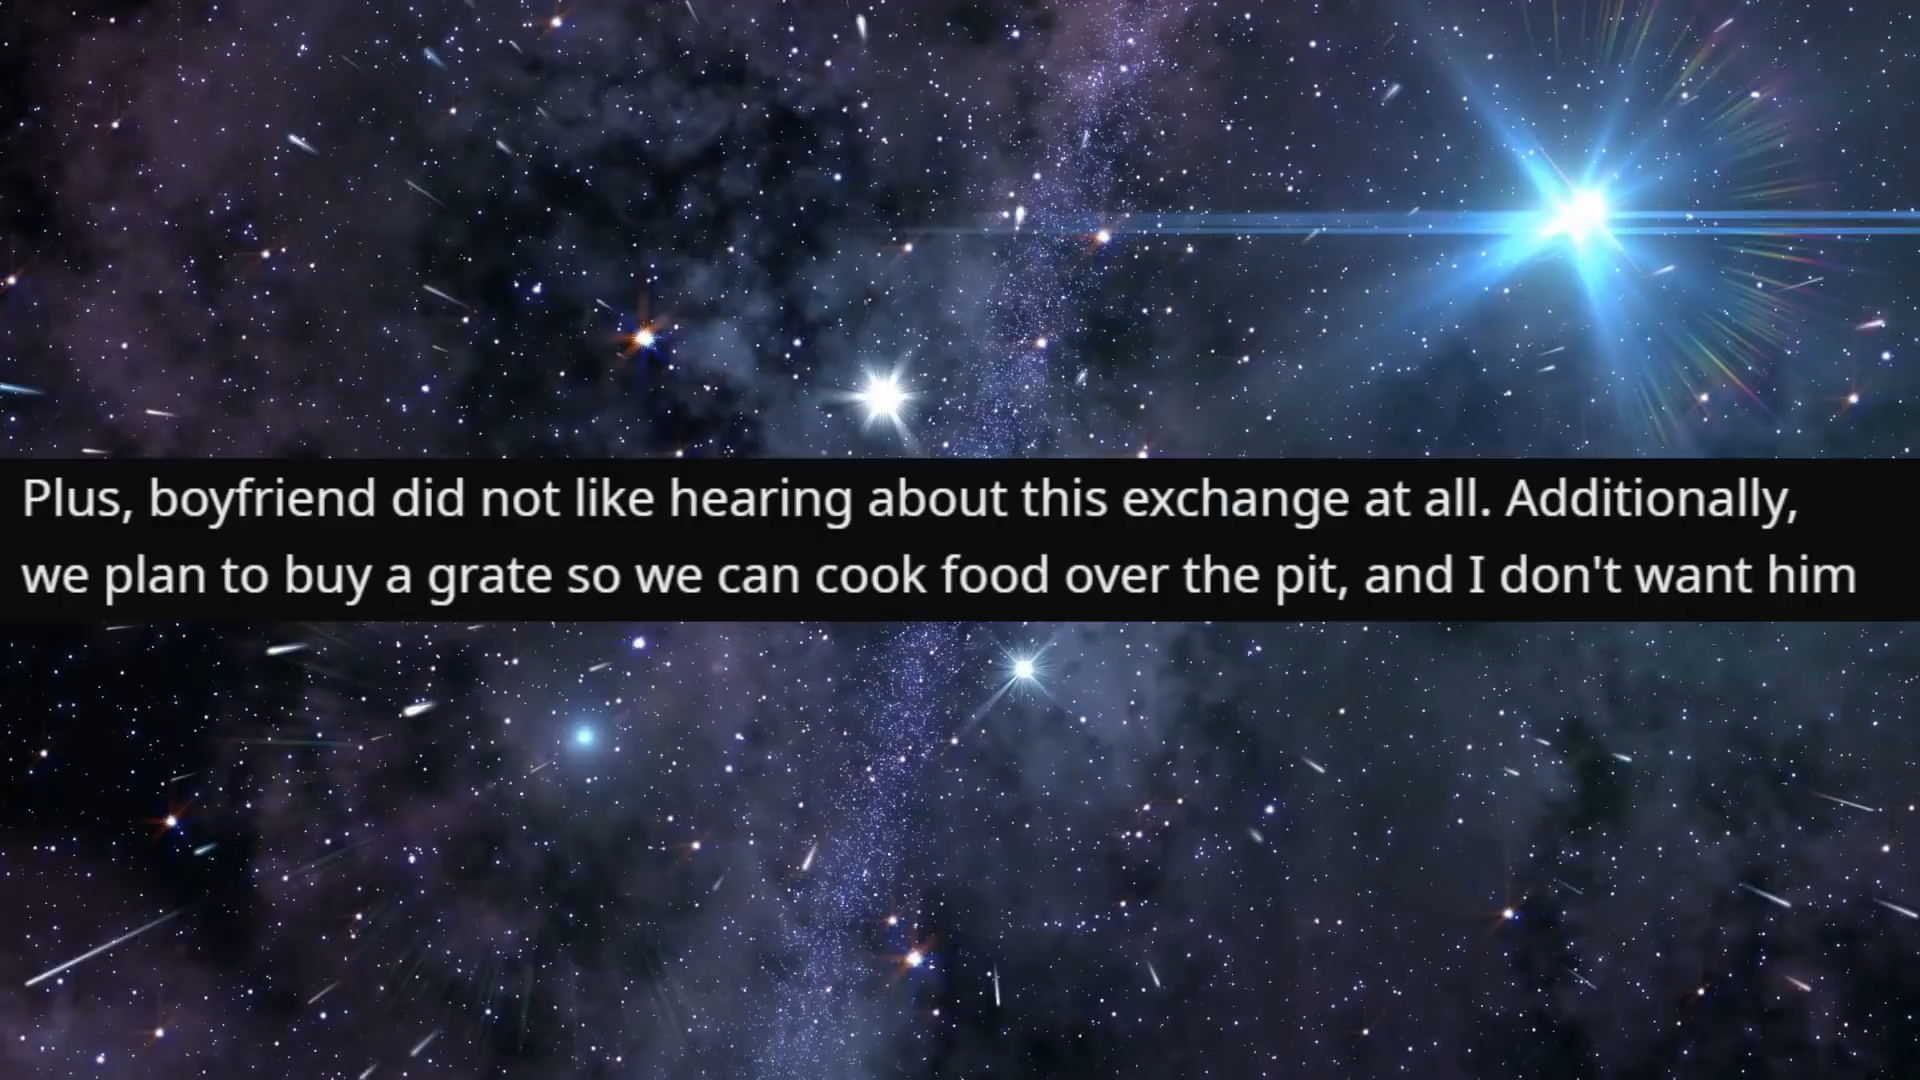 Plus, boyfriend did not like hearing about this exchange at all. Additionally,
we plan to buy a grate so we can cook food over the pit, and I don't want him